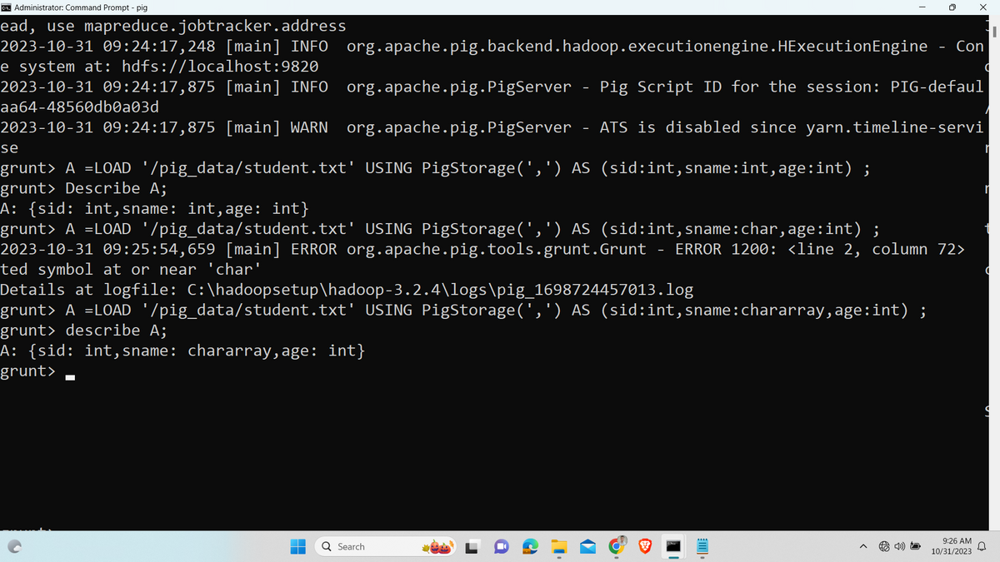 Administrator: Command Prompt - pig
ead, use mapreduce.jobtracker.address
2023-10-31 09:24:17,248 [main] INFO  org.apache.pig.backend.hadoop.executionengine.HExecutionEngine - Con
e system at: hdfs://localhost:9820
2023-10-31 09:24:17,875 [main] INFO  org.apache.pig.PigServer - Pig Script ID for the session: PIG-defaul
aa64-48560db0a03d
2023-10-31 09:24:17,875 [main] WARN  org.apache.pig.PigServer - ATS is disabled since yarn.timeline-servi
se
grunt> A =LOAD '/pig_data/student.txt' USING PigStorage(',') AS (sid:int,sname:int,age:int) ;
grunt> Describe A;
A: {sid: int,sname: int,age: int}
grunt> A =LOAD '/pig_data/student.txt' USING PigStorage(',') AS (sid:int,sname:char,age:int) ;
2023-10-31 09:25:54,659 [main] ERROR org.apache.pig.tools.grunt.Grunt - ERROR 1200: <line 2, column 72>
ted symbol at or near 'char'
Details at logfile: C:\hadoopsetup\hadoop-3.2.4\logs\pig_1698724457013.log
grunt> A =LOAD '/pig_data/student.txt' USING PigStorage(',') AS (sid:int,sname:chararray,age:int) ;
grunt> describe A;
A: {sid: int,sname: chararray,age: int}
grunt>
Search
9:26 AM
10/31/2023